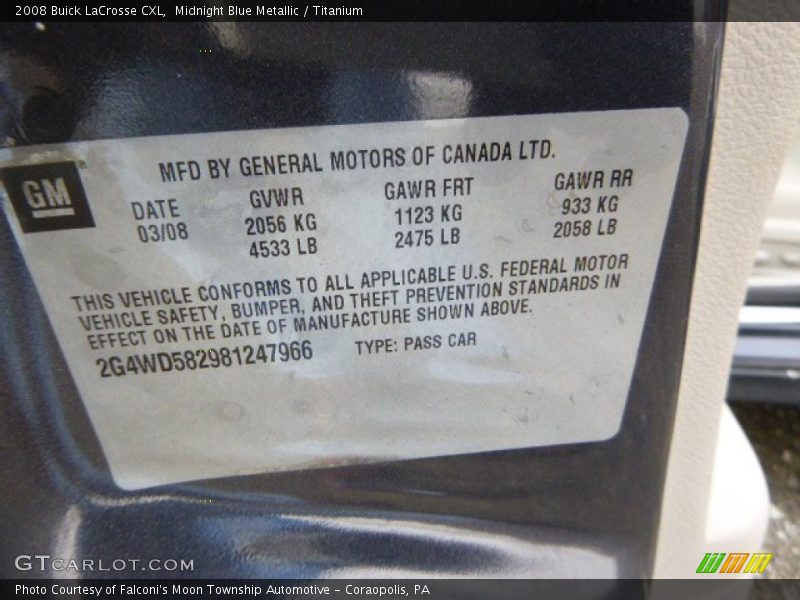 2008 Buick LaCrosse CXL,  Midnight Blue Metallic / Titanium
MFD BY GENERAL MOTORS OF CANADA LTD.
GM
DATE GVWR GAWR FRT GAWR RR
03/08 2056 KG 1123 KG 933 KG
4533 LB 2475 LB 2058 LB
THIS VEHICLE CONFORMS TO ALL APPLICABLE U.S. FEDERAL MOTOR
VEHICLE SAFETY, BUMPER, AND THEFT PREVENTION STANDARDS IN
EFFECT ON THE DATE OF MANUFACTURE SHOWN ABOVE.
2G4WD582981247966 TYPE: PASS CAR
GTCARLOT.COM
Photo Courtesy of Falconi's Moon Township Automotive - Coraopolis, PA